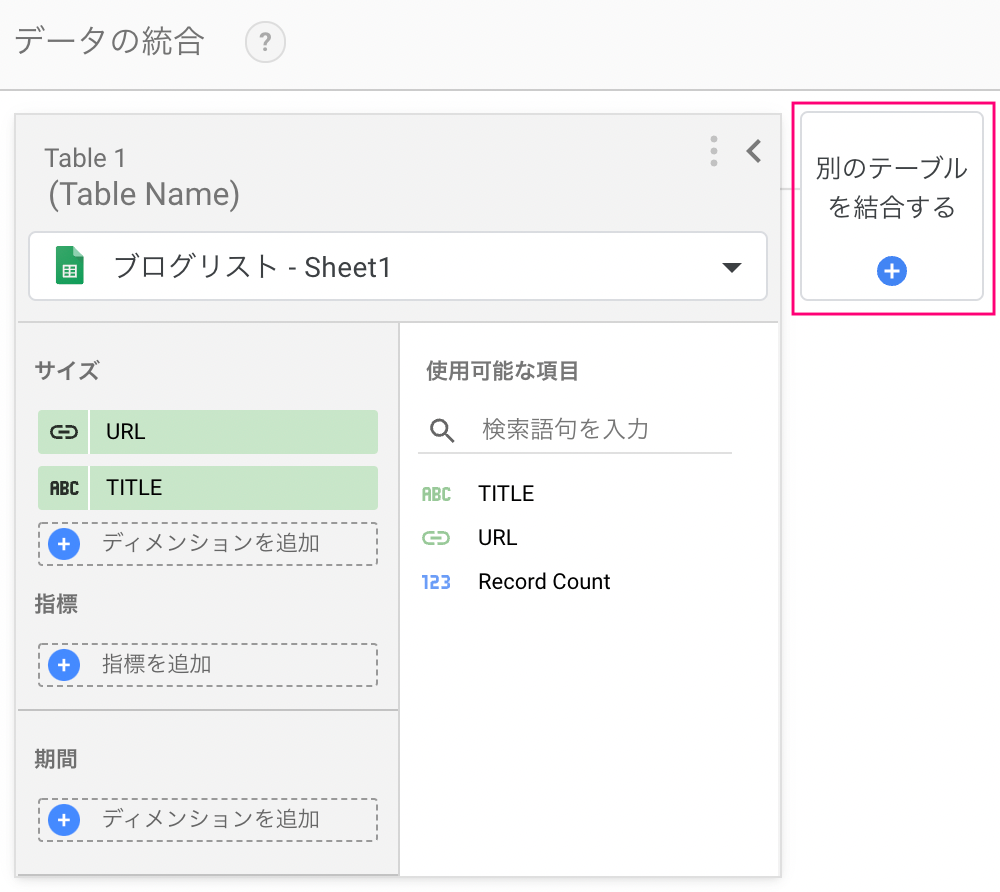 データの統合
?
Table 1
(Table Name)
ブログリスト - Sheet1
別のテーブル
を結合する
サイズ
URL
ABC TITLE
ディメンションを追加
指標
指標を追加
期間
ディメンションを追加
使用可能な項目
検索語句を入力
ABC TITLE
URL
123 Record Count